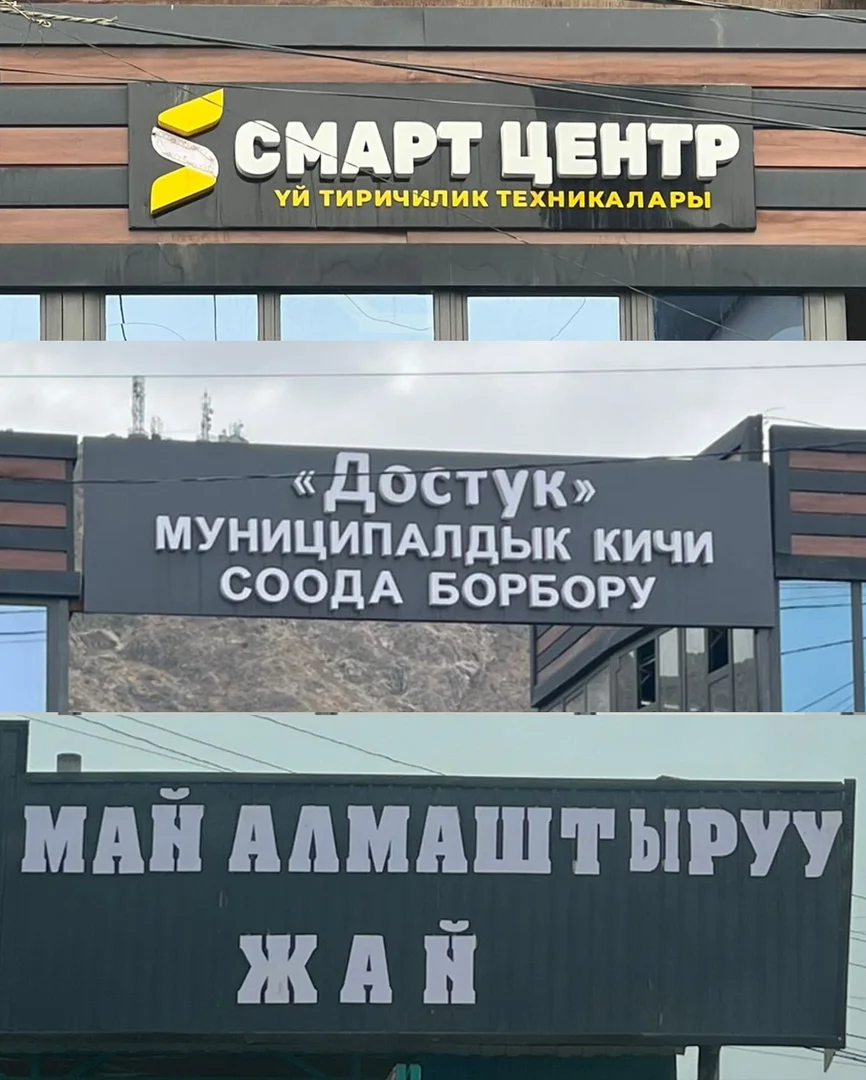 СМАРТ ЦЕНТР
ҮЙ ТИРИЧИЛИК ТЕХНИКАЛАРЫ
«Достук»
МУНИЦИПАЛДЫК КИЧИ
СООДА БОРБОРУ
МАЙ АЛМАШТЫРУУ
ЖАЙ